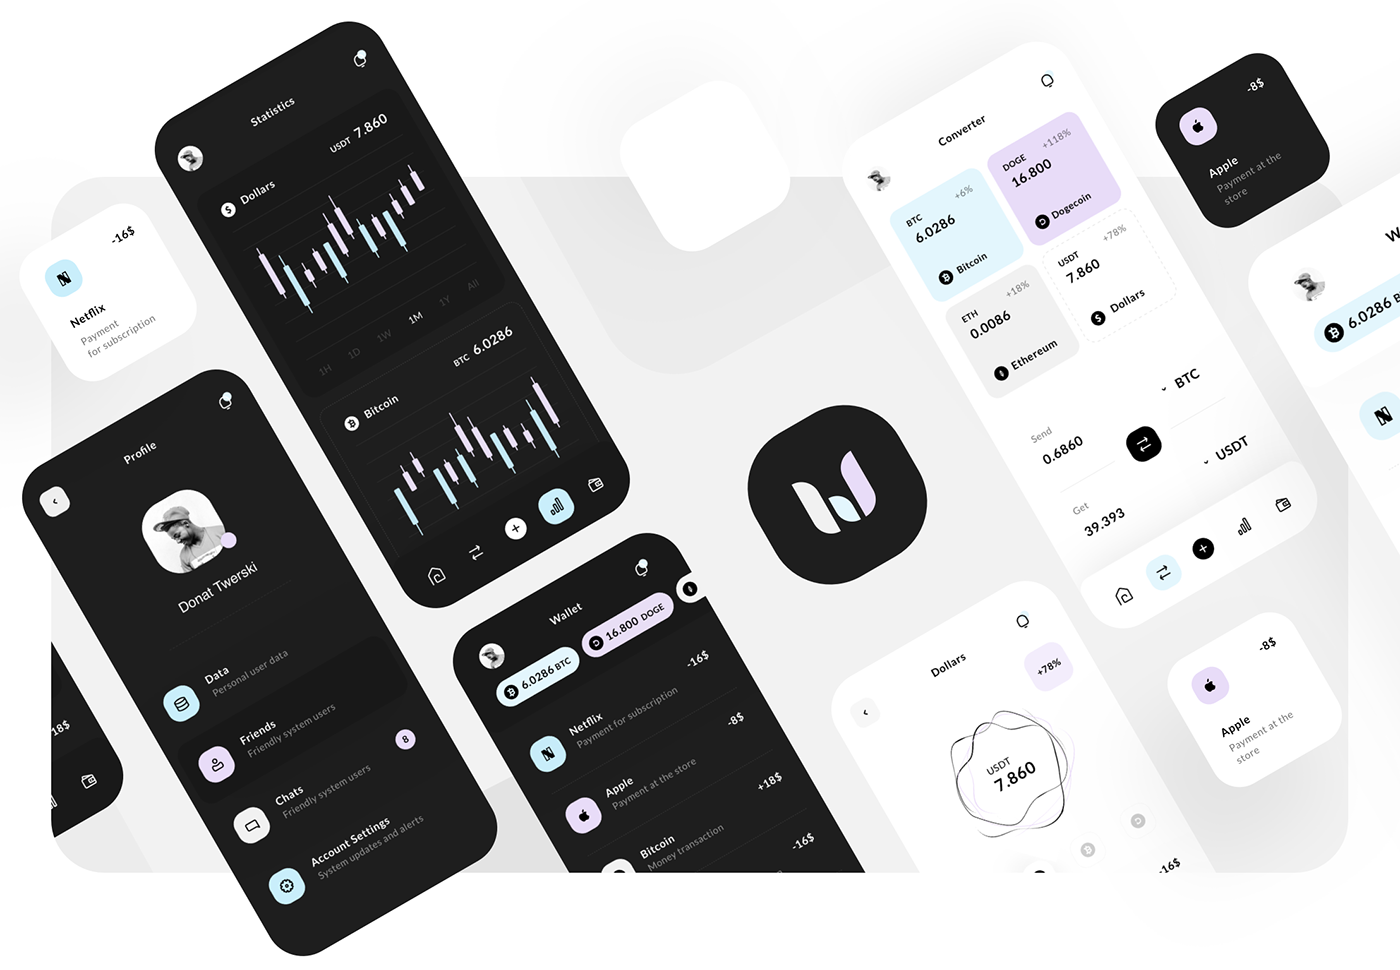 Statistics
USDT 7.860
Dollars
1H 1D 1W 1M 1Y All
BTC 6.0286
Bitcoin
-16$
Netflix
Payment
for subscription
Profile
Donat Twerski
Data
Personal user data
Friends
Friendly system users
8
Chats
Friendly system users
Account Settings
System updates and alerts
18$
Wallet
6.0286 BTC
16.800 DOGE
-16$
Netflix
Payment for subscription
-8$
Apple
Payment at the store
+18$
Bitcoin
Money transaction
-16$
Converter
BTC +6%
6.0286
Bitcoin
DOGE +118%
16.800
Dogecoin
ETH +18%
0.0086
Ethereum
USDT +78%
7.860
Dollars
BTC
Send
0.6860
USDT
Get
39.393
Dollars
+78%
USDT
7.860
-16$
-8$
Apple
Payment at the
store
W
6.0286 B
-8$
Apple
Payment at the
store